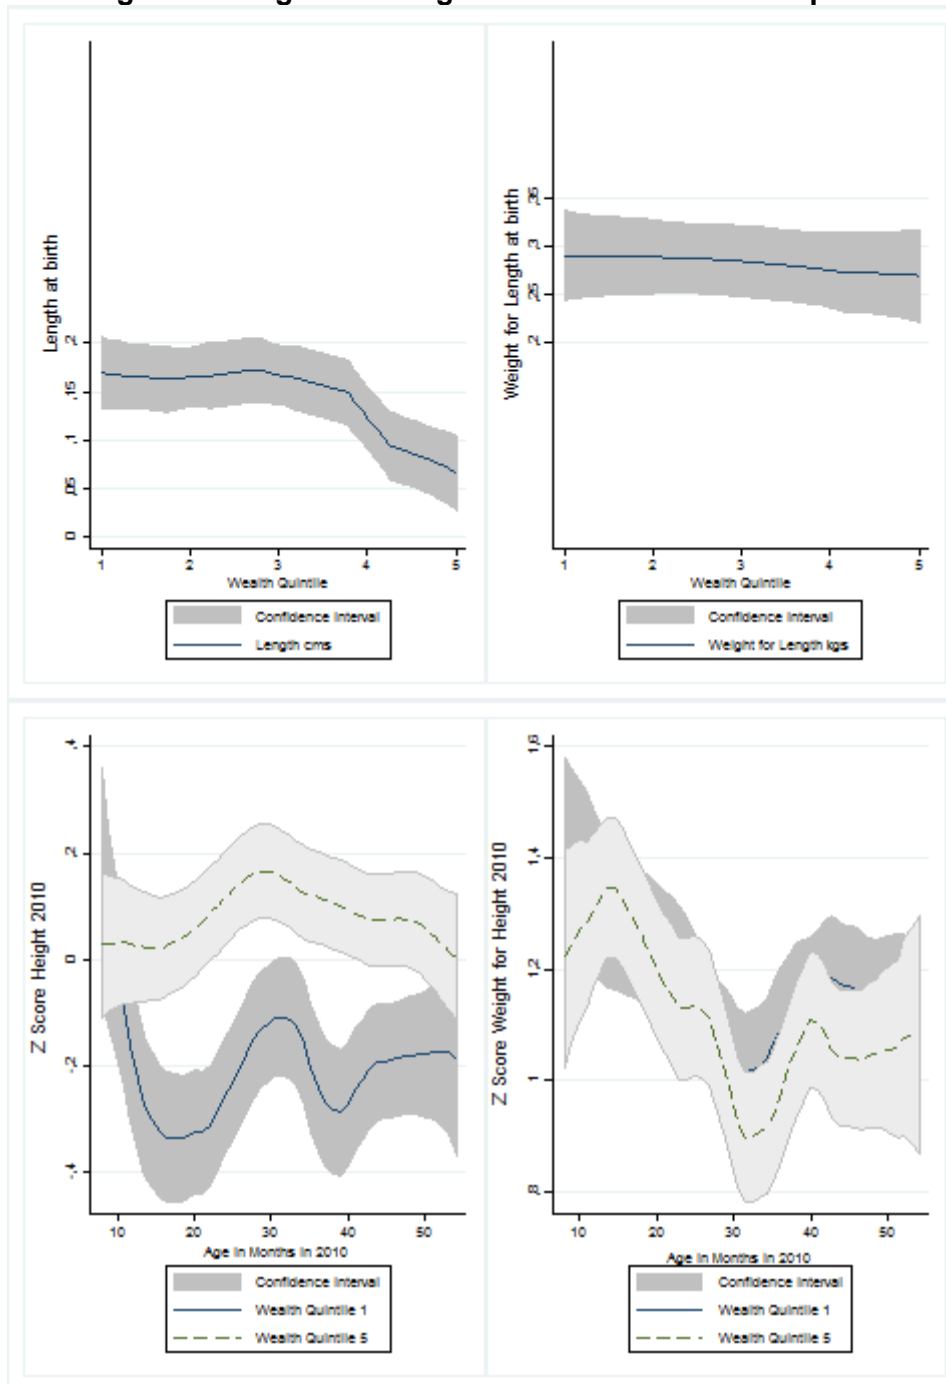 Length at birth
0 ,05 ,1 ,15 ,2
1 2 3 4 5
Wealth Quintile
Confidence Interval
Length cms
Weight for Length at birth
,2 ,25 ,3 ,35
1 2 3 4 5
Wealth Quintile
Confidence Interval
Weight for Length kgs
Z Score Height 2010
-,4 -,2 0 ,2 ,4
10 20 30 40 50
Age in Months in 2010
Confidence Interval
Wealth Quintile 1
Wealth Quintile 5
Z Score Weight for Height 2010
,8 1 1,2 1,4 1,6
10 20 30 40 50
Age in Months in 2010
Confidence Interval
Wealth Quintile 1
Wealth Quintile 5